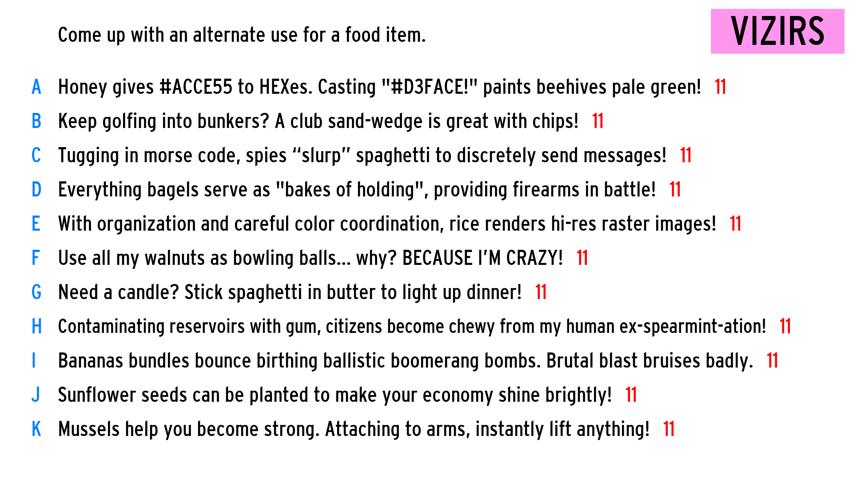 Come up with an alternate use for a food item.
VIZIRS
A Honey gives #ACCE55 to HEXes. Casting "#D3FACE!" paints beehives pale green! 11
B Keep golfing into bunkers? A club sand-wedge is great with chips! 11
C Tugging in morse code, spies “slurp” spaghetti to discretely send messages! 11
D Everything bagels serve as "bakes of holding", providing firearms in battle! 11
E With organization and careful color coordination, rice renders hi-res raster images! 11
F Use all my walnuts as bowling balls... why? BECAUSE I'M CRAZY! 11
G Need a candle? Stick spaghetti in butter to light up dinner! 11
H Contaminating reservoirs with gum, citizens become chewy from my human ex-spearmint-ation! 11
I Bananas bundles bounce birthing ballistic boomerang bombs. Brutal blast bruises badly. 11
J Sunflower seeds can be planted to make your economy shine brightly! 11
K Mussels help you become strong. Attaching to arms, instantly lift anything! 11